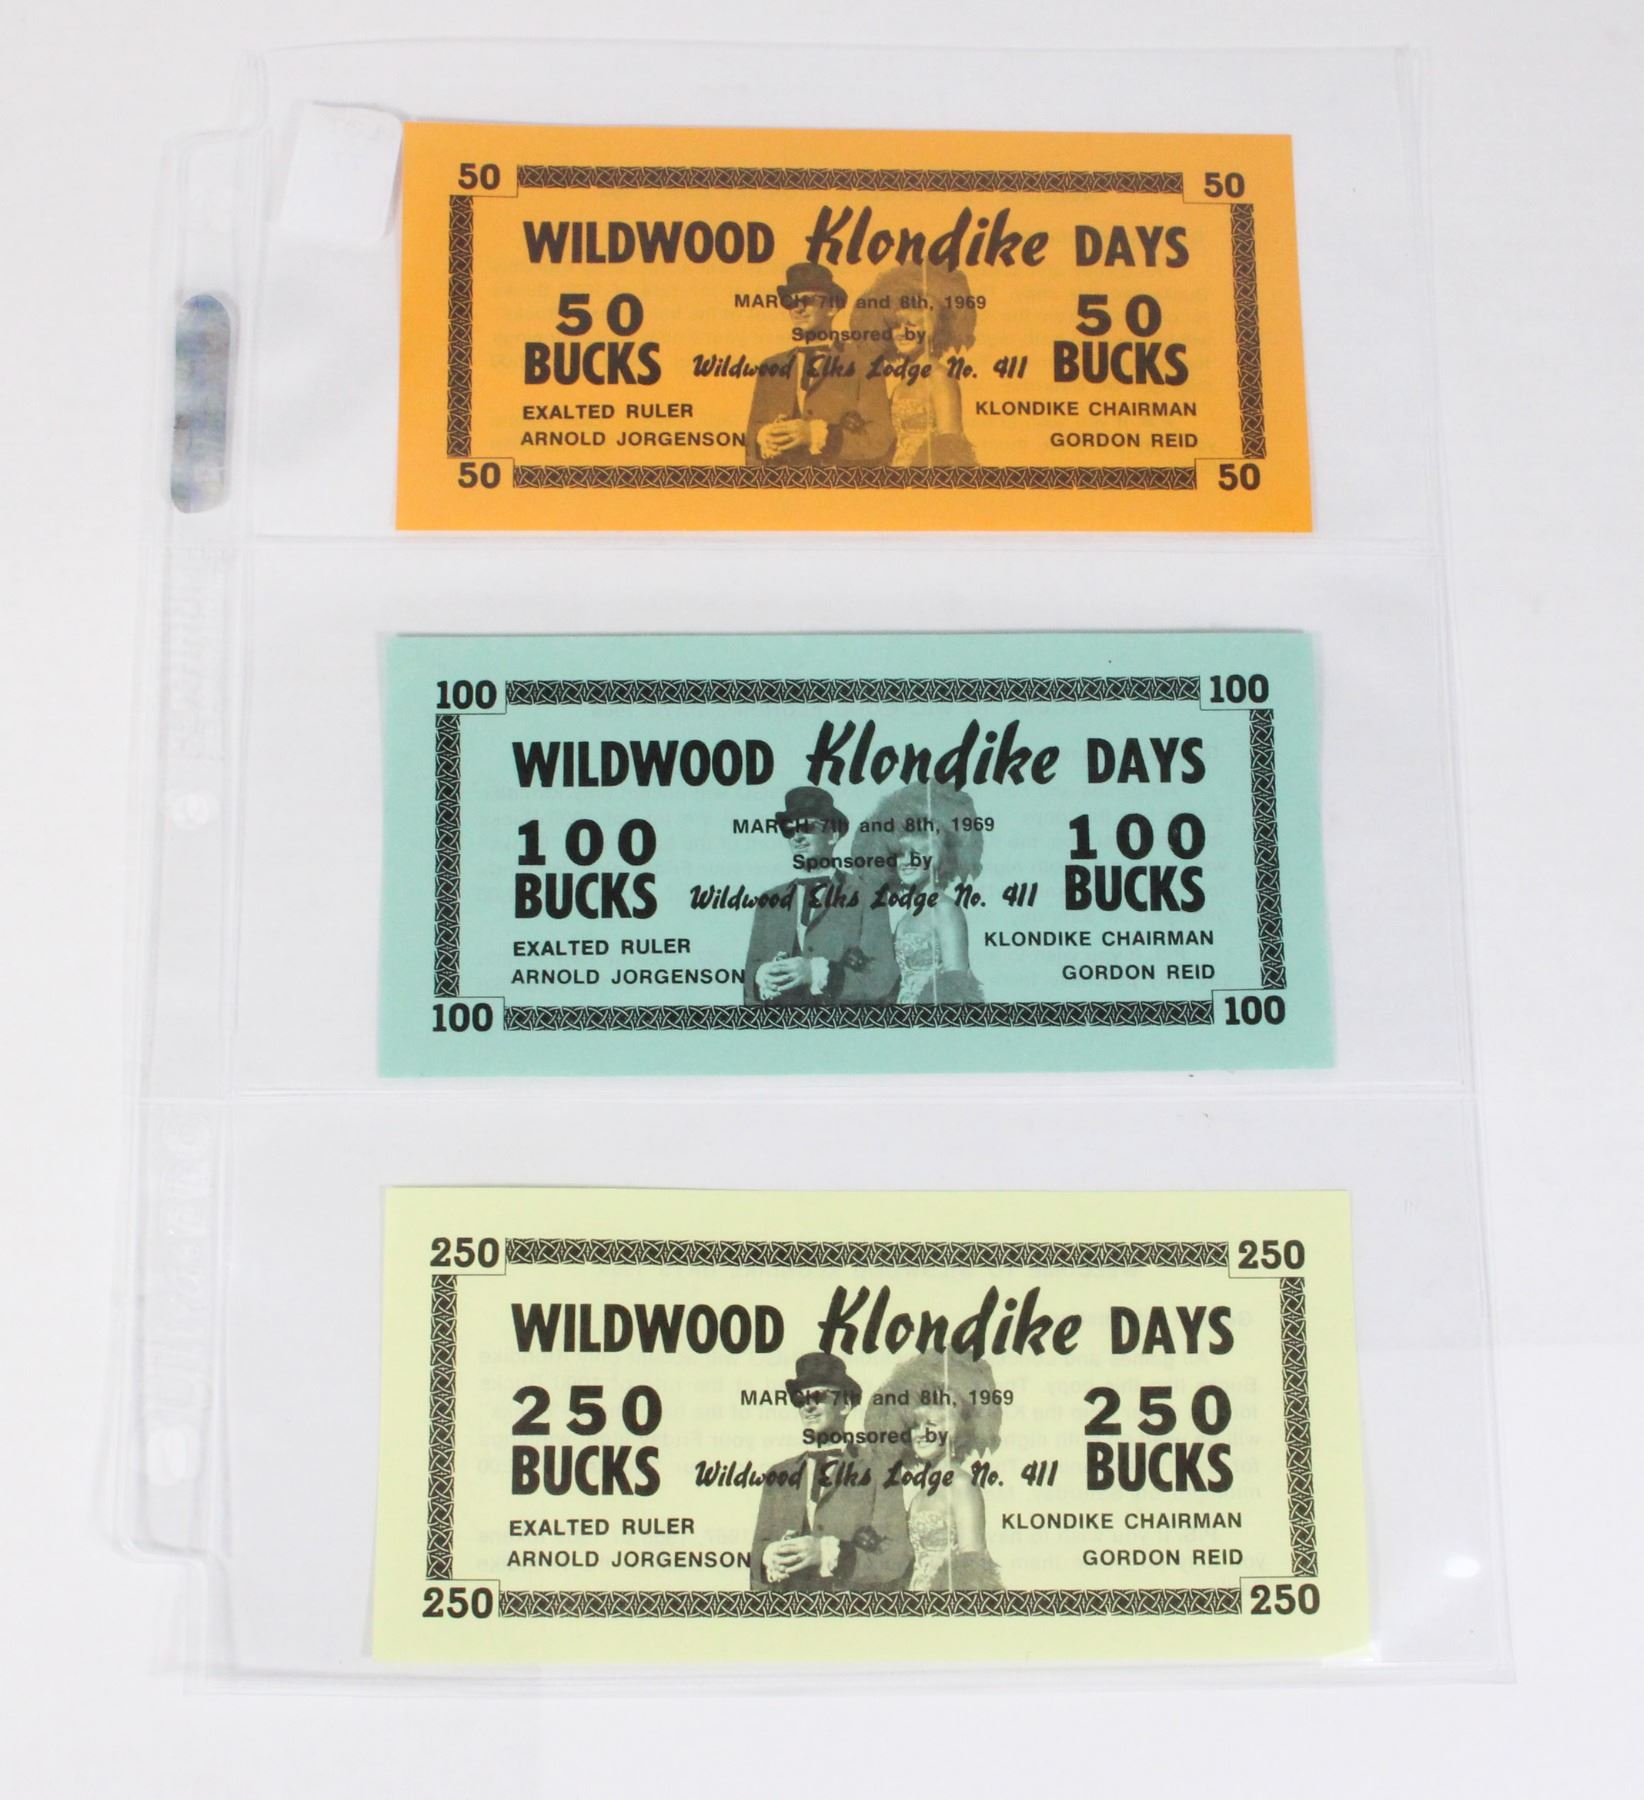 50 50
WILDWOOD Klondike DAYS
MARCH 7th and 8th, 1969
50 50
Sponsored by
BUCKS Wildwood Elks Lodge No. 411 BUCKS
EXALTED RULER KLONDIKE CHAIRMAN
ARNOLD JORGENSON GORDON REID
50 50
100 100
WILDWOOD Klondike DAYS
MARCH 7th and 8th, 1969
100 100
Sponsored by
BUCKS Wildwood Elks Lodge No. 411 BUCKS
EXALTED RULER KLONDIKE CHAIRMAN
ARNOLD JORGENSON GORDON REID
100 100
250 250
WILDWOOD Klondike DAYS
MARCH 7th and 8th, 1969
250 250
Sponsored by
BUCKS Wildwood Elks Lodge No. 411 BUCKS
EXALTED RULER KLONDIKE CHAIRMAN
ARNOLD JORGENSON GORDON REID
250 250